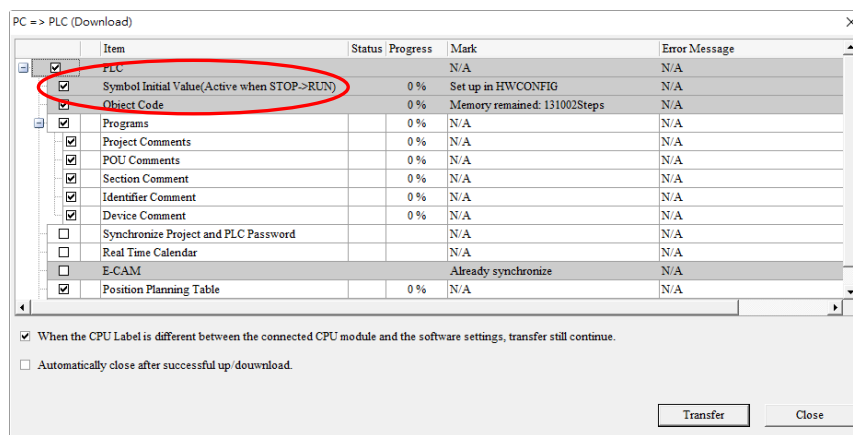 PC => PLC (Download)
Item Status Progress Mark Error Message
PLC N/A N/A
Symbol Initial Value(Active when STOP->RUN) 0 % Set up in HWCONFIG N/A
Object Code 0 % Memory remained: 131002Steps N/A
Programs 0 % N/A N/A
Project Comments 0 % N/A N/A
POU Comments 0 % N/A N/A
Section Comment 0 % N/A N/A
Identifier Comment 0 % N/A N/A
Device Comment 0 % N/A N/A
Synchronize Project and PLC Password N/A N/A
Real Time Calendar N/A N/A
E-CAM Already synchronize N/A
Position Planning Table 0 % N/A N/A
When the CPU Label is different between the connected CPU module and the software settings, transfer still continue.
Automatically close after successful up/douwnload.
Transfer Close